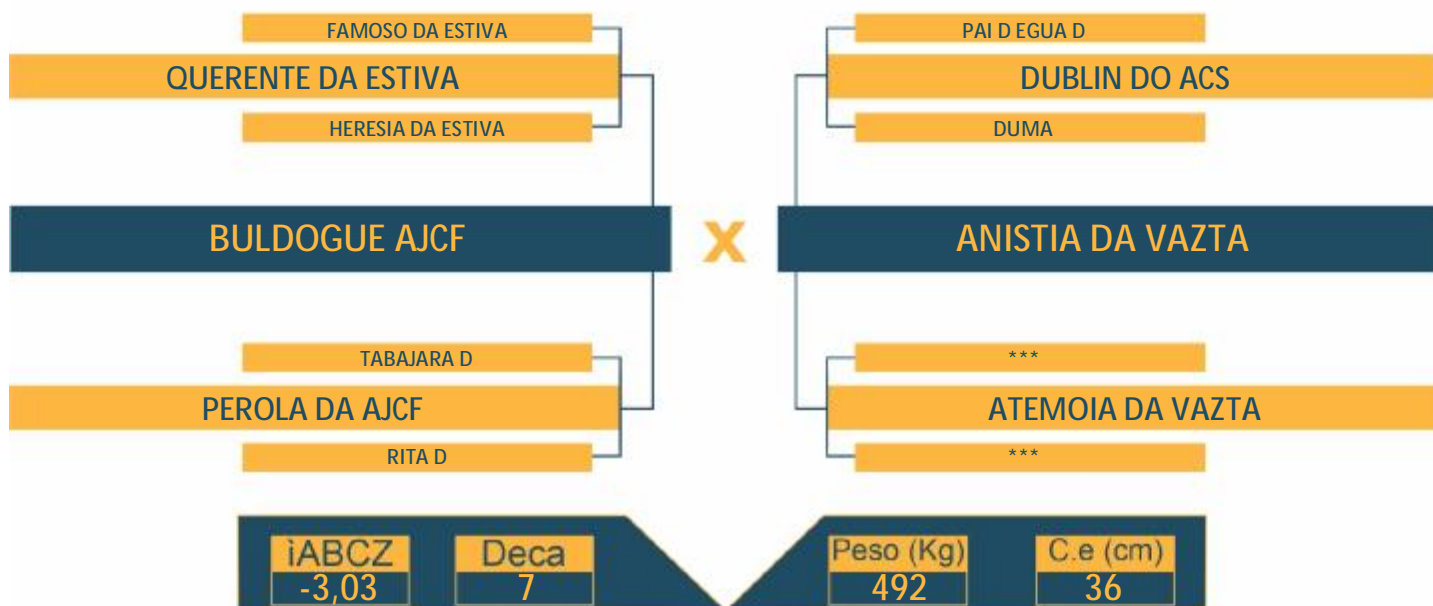 FAMOSO DA ESTIVA
PAI D EGUA D
QUERENTE DA ESTIVA
DUBLIN DO ACS
HERESIA DA ESTIVA
DUMA
BULDOGUE AJCF
X
ANISTIA DA VAZTA
TABAJARA D
***
PEROLA DA AJCF
ATEMOIA DA VAZTA
RITA D
***
iABCZ
Deca
Peso (Kg)
C.e (cm)
-3,03
7
492
36